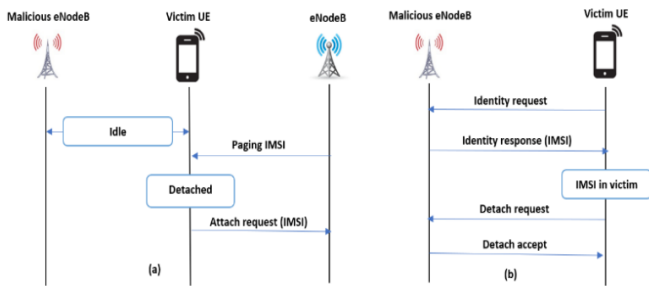 Malicious eNodeB
Victim UE
eNodeB
Idle
Paging IMSI
Detached
Attach request (IMSI)
(a)
Malicious eNodeB
Victim UE
Identity request
Identity response (IMSI)
IMSI in victim
Detach request
Detach accept
(b)